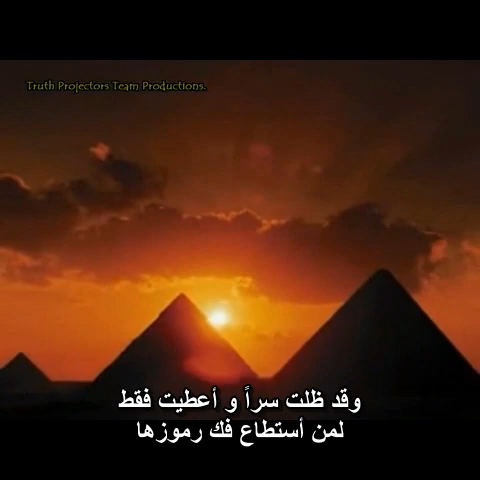 Truth Projectors Team Productions.
وقد ظلت سراً و أعطيت فقط
لمن أستطاع فك رموزها